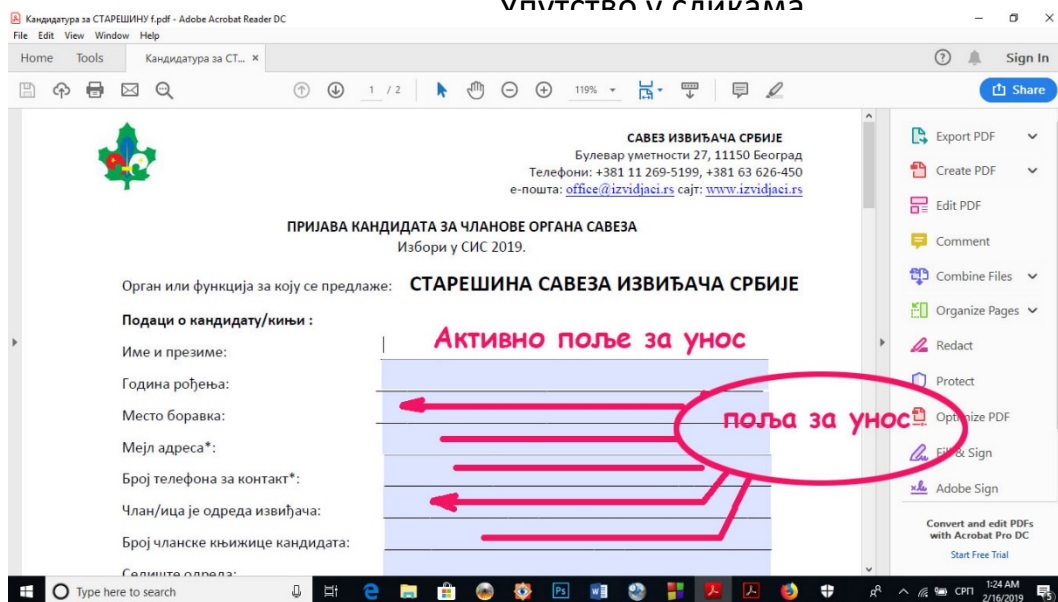 Упутство у сликама
Кандидатура за СТАРЕШИНУ f.pdf - Adobe Acrobat Reader DC
File Edit View Window Help
Home Tools Кандидатура за СТ... × Sign In
1 / 2 119% Share
САВЕЗ ИЗВИЂАЧА СРБИЈЕ
Булевар уметности 27, 11150 Београд
Телефони: +381 11 269-5199, +381 63 626-450
е-пошта: office@izvidjaci.rs сајт: www.izvidjaci.rs
ПРИЈАВА КАНДИДАТА ЗА ЧЛАНОВЕ ОРГАНА САВЕЗА
Избори у СИС 2019.
Орган или функција за коју се предлаже: СТАРЕШИНА САВЕЗА ИЗВИЂАЧА СРБИЈЕ
Подаци о кандидату/кињи :
Активно поље за унос
Име и презиме:
Година рођења:
Место боравка:
поља за унос
Мејл адреса*:
Број телефона за контакт*:
Члан/ица је одреда извиђача:
Број чланске књижице кандидата:
Седиште одреда:
Export PDF
Create PDF
Edit PDF
Comment
Combine Files
Organize Pages
Redact
Protect
Optimize PDF
Fill & Sign
Adobe Sign
Convert and edit PDFs
with Acrobat Pro DC
Start Free Trial
Type here to search
СРП
1:24 AM
2/16/2019